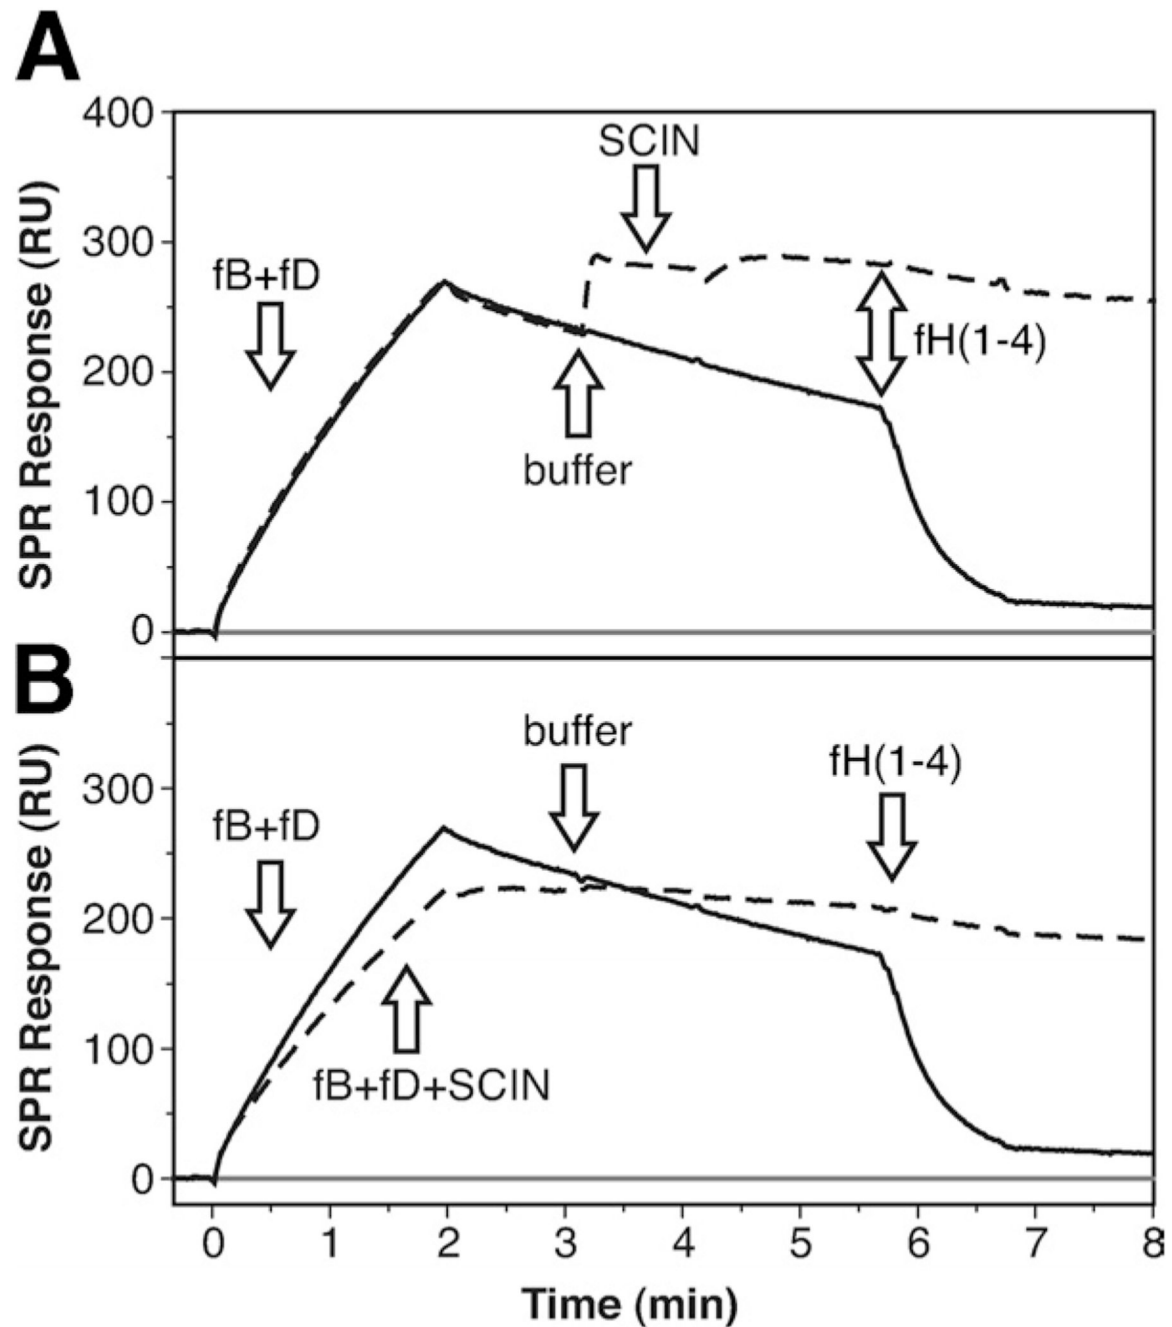 A
400
SCIN
300
fB+fD
fH(1-4)
200
buffer
100
0
SPR Response (RU)
B
buffer
fH(1-4)
300
fB+fD
200
100
fB+fD+SCIN
0
SPR Response (RU)
0 1 2 3 4 5 6 7 8
Time (min)